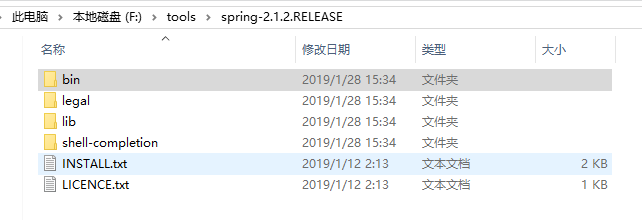 此电脑 > 本地磁盘 (F:) > tools > spring-2.1.2.RELEASE
名称 修改日期 类型 大小
bin 2019/1/28 15:34 文件夹
legal 2019/1/28 15:34 文件夹
lib 2019/1/28 15:34 文件夹
shell-completion 2019/1/28 15:34 文件夹
INSTALL.txt 2019/1/12 2:13 文本文档 2 KB
LICENCE.txt 2019/1/12 2:13 文本文档 1 KB